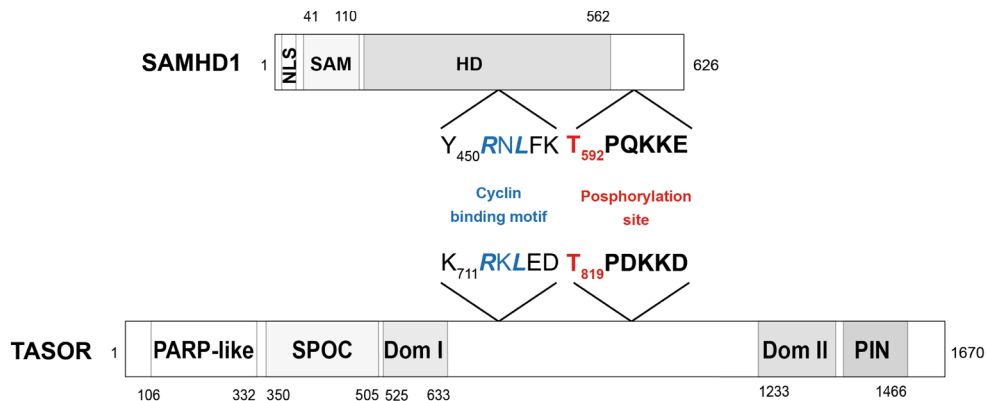 41 110 562
SAMHD1 1 NLS SAM HD 626
Y450RNLFK T592PQKKE
Cyclin Posphorylation
binding motif site
K711RKLED T819PDKKD
TASOR 1 PARP-like SPOC Dom I Dom II PIN 1670
106 332 350 505 525 633 1233 1466